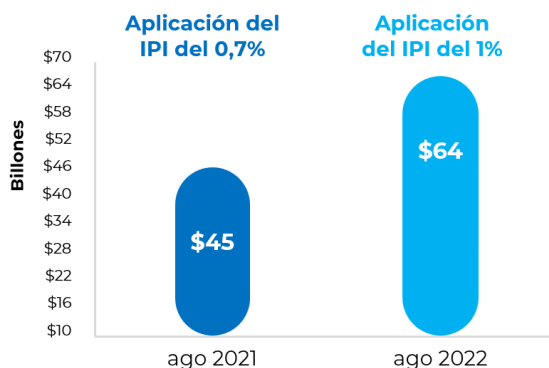 Aplicación del
IPI del 0,7%
Aplicación
del IPI del 1%
Billones
$70
$64
$58
$52
$46
$40
$34
$28
$22
$16
$10
$45
$64
ago 2021
ago 2022